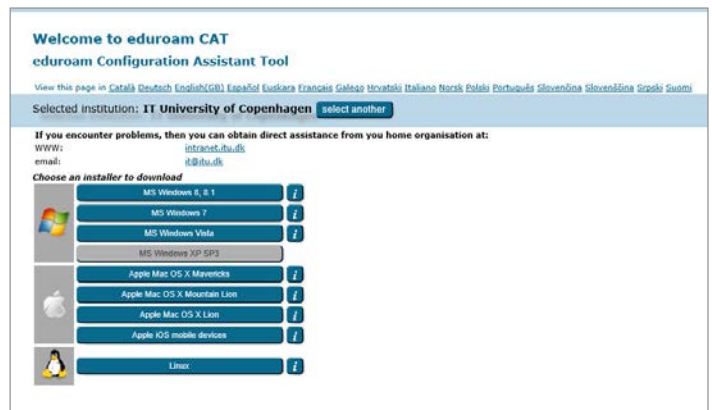 Welcome to eduroam CAT
eduroam Configuration Assistant Tool
View this page in Català Deutsch English(GB) Español Euskara Français Galego Hrvatski Italiano Norsk Polski Português Slovenčina Slovenščina Srpski Suomi
Selected institution: IT University of Copenhagen select another
If you encounter problems, then you can obtain direct assistance from you home organisation at:
WWW: intranet.itu.dk
email: it@itu.dk
Choose an installer to download
MS Windows 8, 8.1 i
MS Windows 7 i
MS Windows Vista i
MS Windows XP SP3
Apple Mac OS X Mavericks i
Apple Mac OS X Mountain Lion i
Apple Mac OS X Lion i
Apple iOS mobile devices i
Linux i